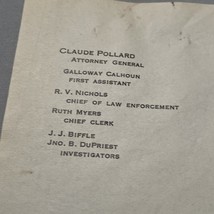 CLAUDE POLLARD
ATTORNEY GENERAL
GALLOWAY CALHOUN
FIRST ASSISTANT
R. V. NICHOLS
CHIEF OF LAW ENFORCEMENT
RUTH MYERS
CHIEF CLERK
J. J. BIFFLE
JNO. B. DUPRIEST
INVESTIGATORS